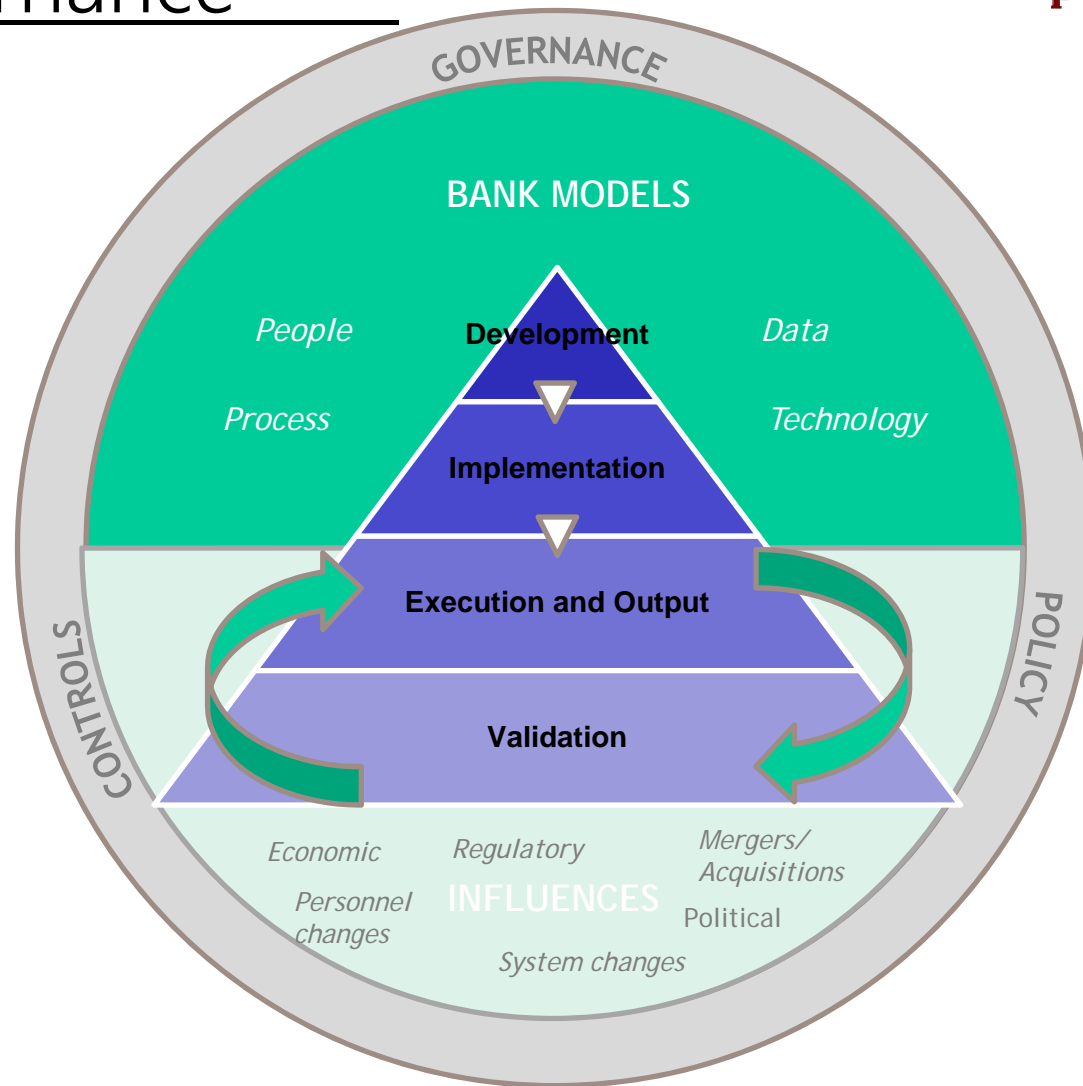 GOVERNANCE
BANK MODELS
People
Development
Data
Process
Technology
Implementation
Execution and Output
CONTROLS
POLICY
Validation
Economic
Regulatory
Mergers/
Acquisitions
Personnel
changes
INFLUENCES
Political
System changes